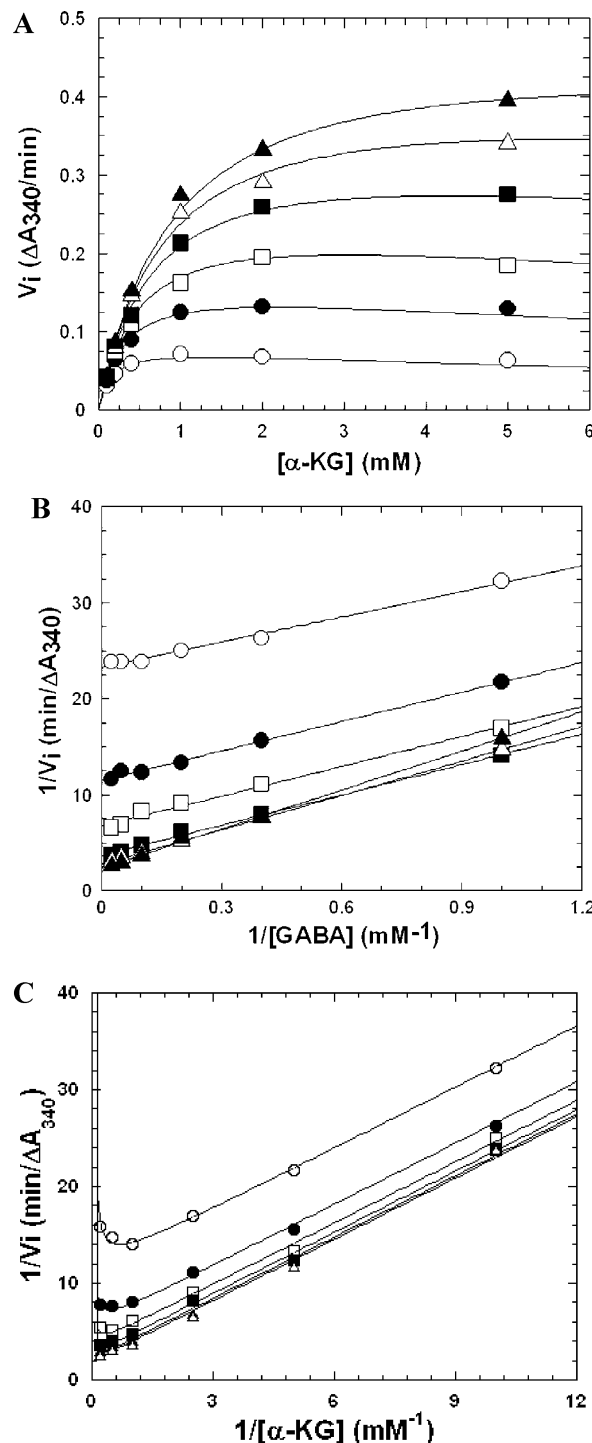 A
0.5
0.4
0.3
0.2
0.1
0
Vi (ΔA340/min)
0 1 2 3 4 5 6
[α-KG] (mM)
B
40
30
20
10
0
1/Vi (min/ΔA340)
0 0.3 0.6 0.9 1.2
1/[GABA] (mM-1)
C
40
30
20
10
0
1/Vi (min/ΔA340)
0 3 6 9 12
1/[α-KG] (mM-1)